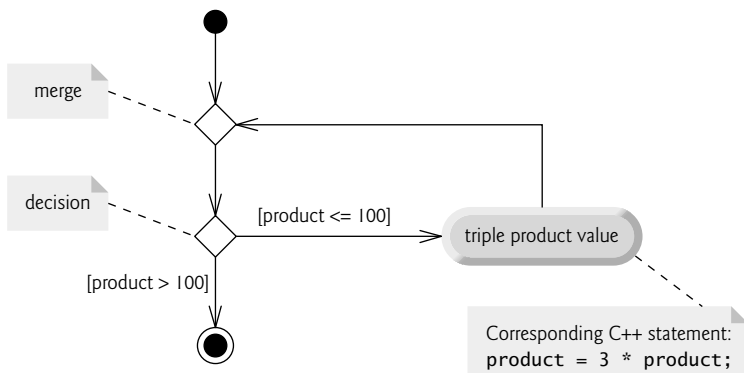 merge
decision
[product <= 100]
triple product value
[product > 100]
Corresponding C++ statement:
product = 3 * product;